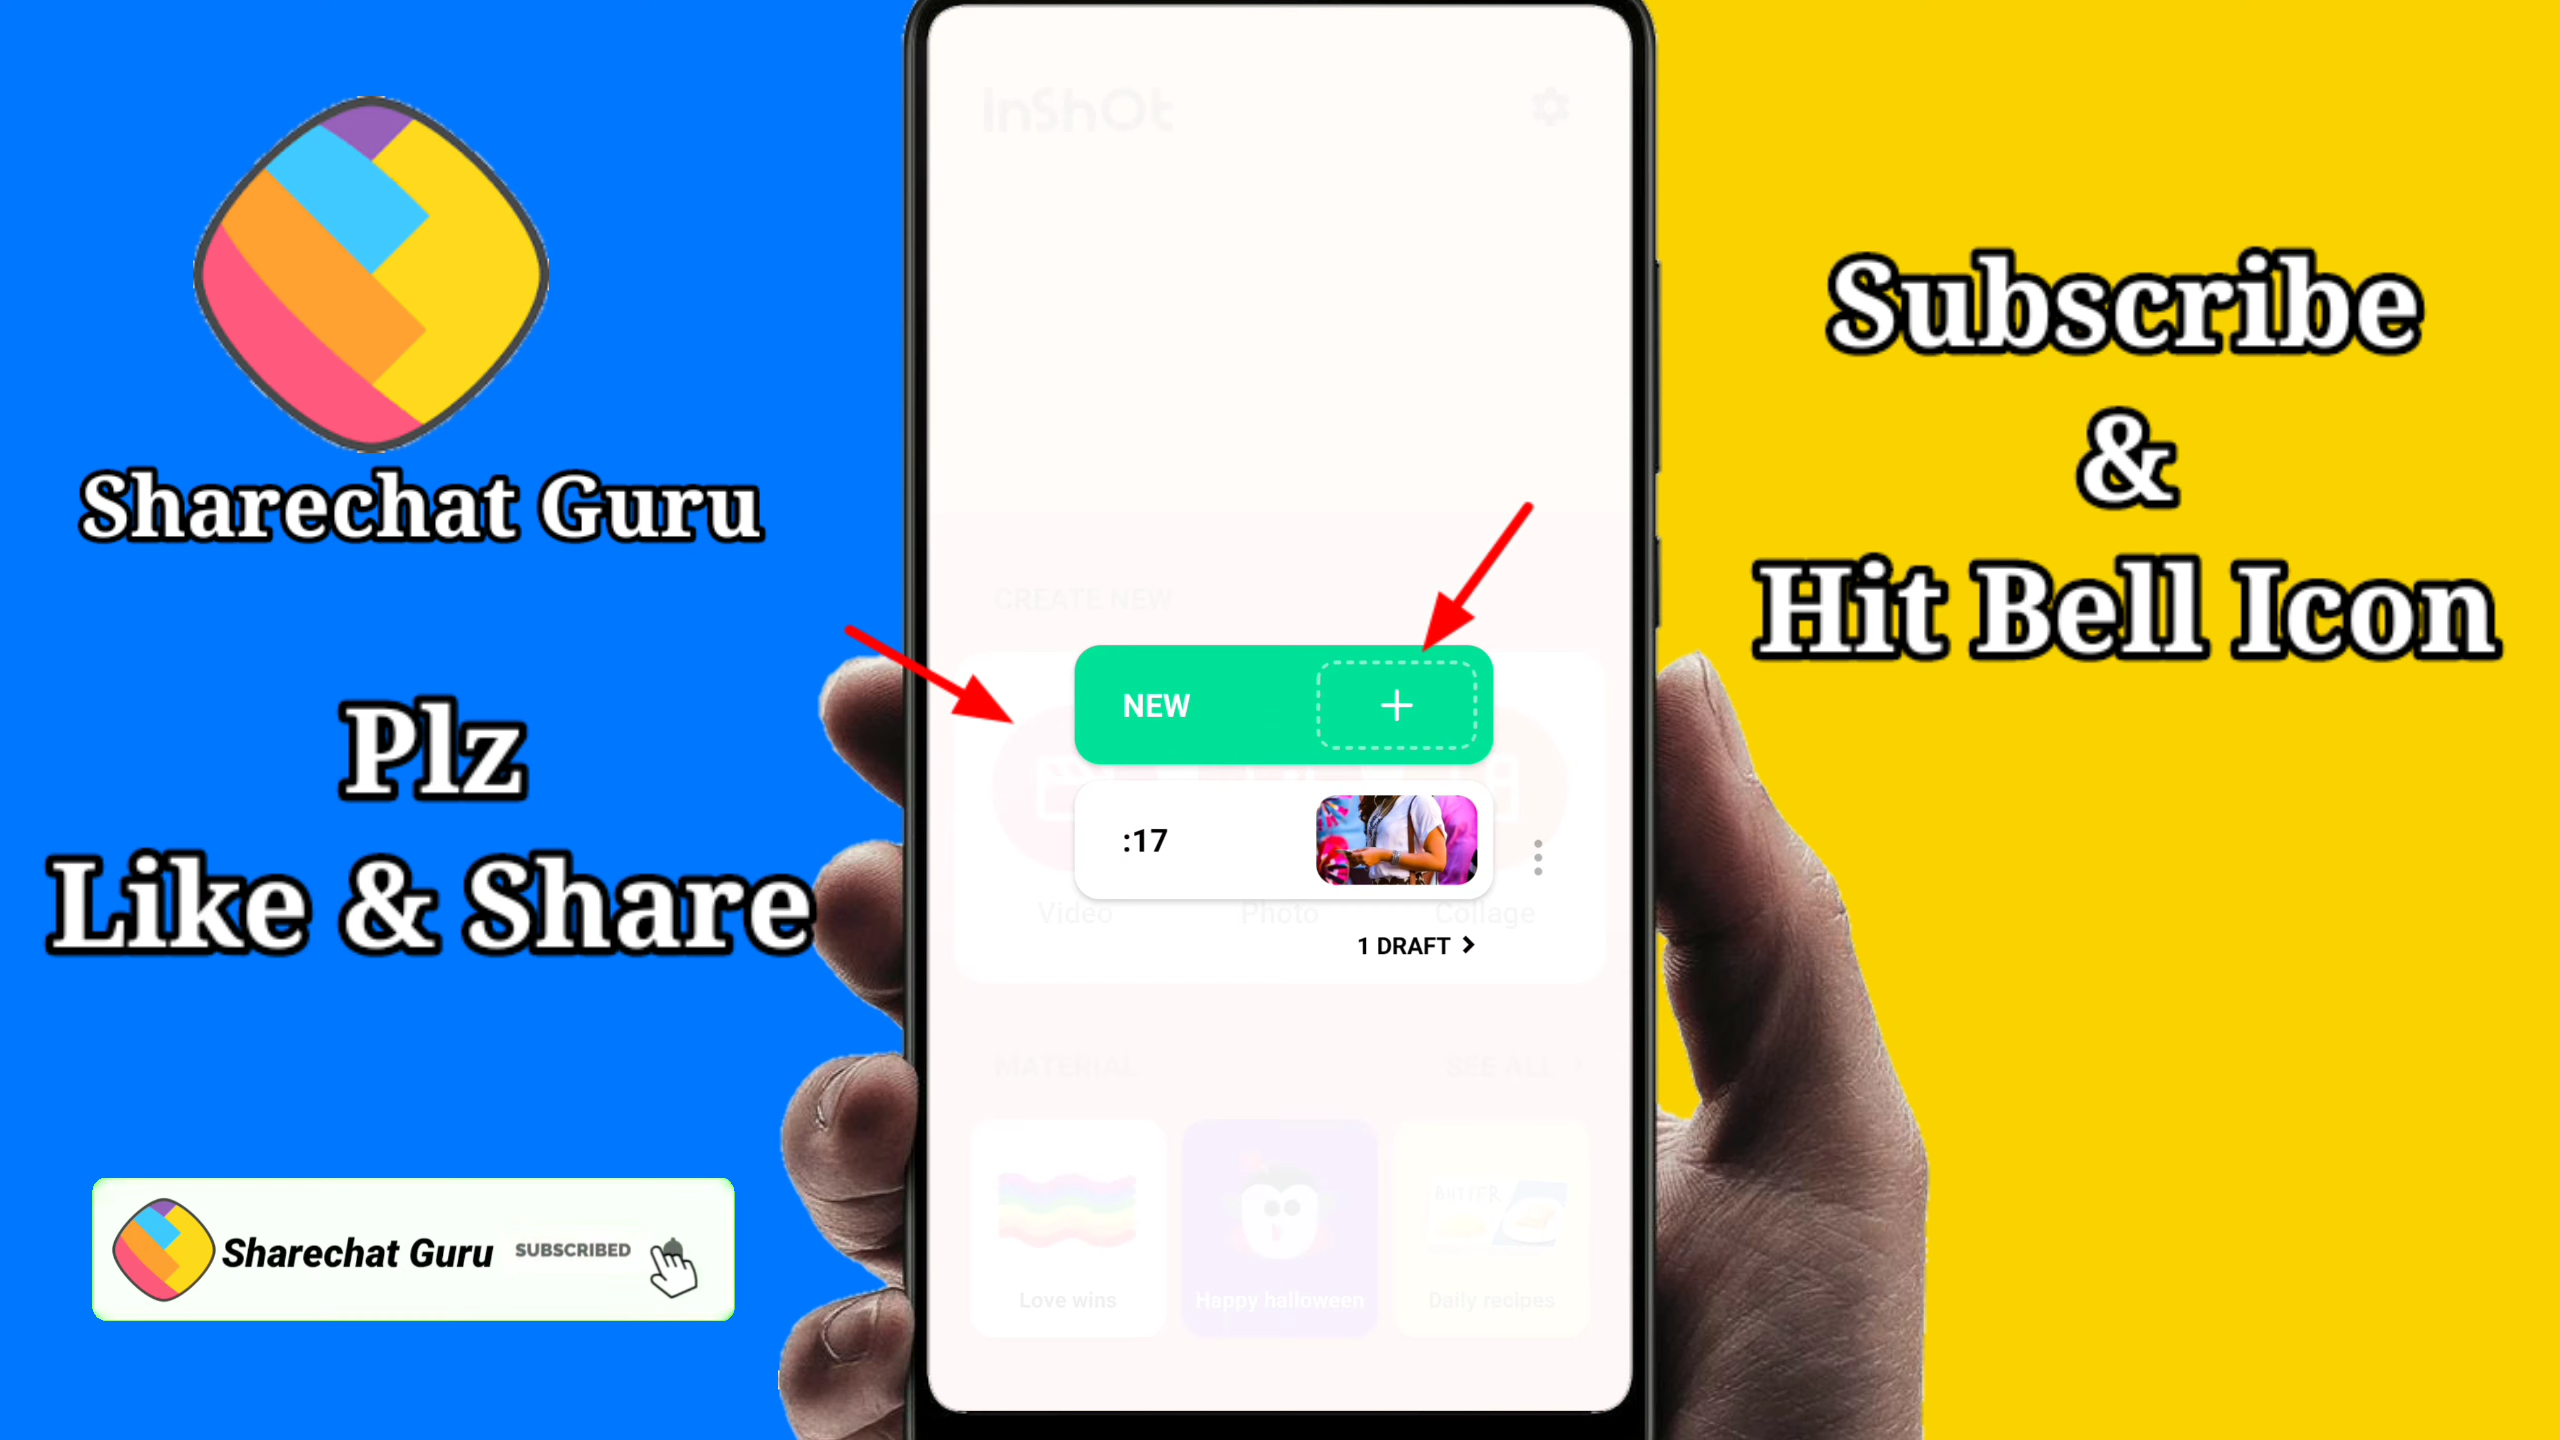 Sharechat Guru
Plz
Like & Share
Sharechat Guru SUBSCRIBED
InShOt
CREATE NEW
NEW
:17
Video Photo Collage
1 DRAFT
MATERIAL SEE ALL
BUTTER
Love wins Happy halloween Daily recipes
Subscribe
&
Hit Bell Icon